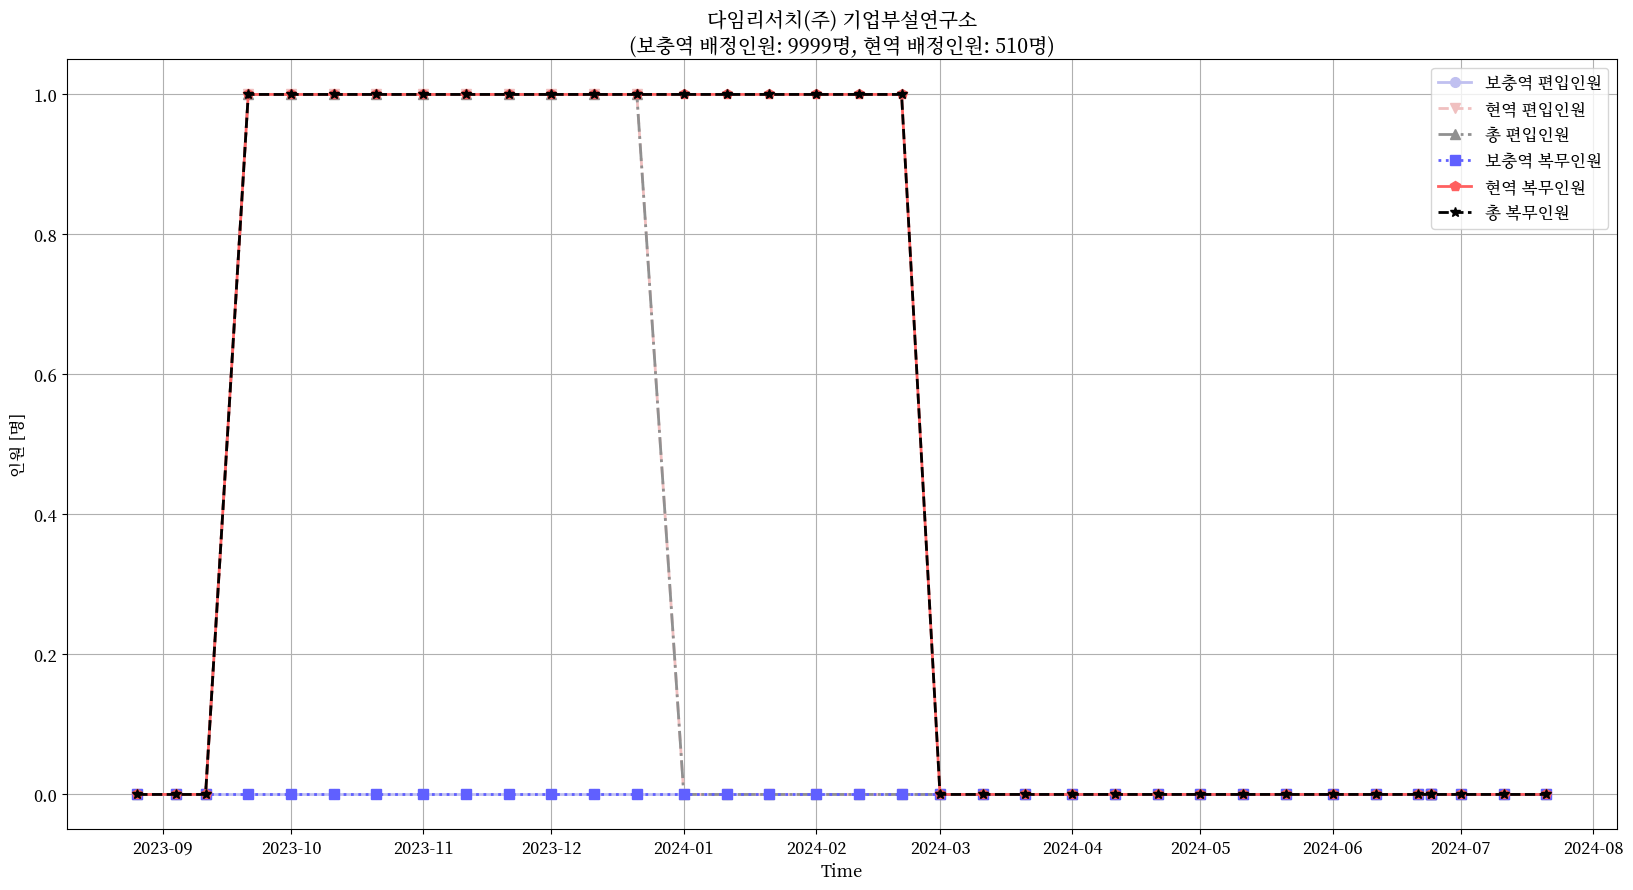 다임리서치(주) 기업부설연구소
(보충역 배정인원: 9999명, 현역 배정인원: 510명)
보충역 편입인원
현역 편입인원
총 편입인원
보충역 복무인원
현역 복무인원
총 복무인원
1.0
0.8
0.6
0.4
0.2
0.0
인원 [명]
2023-09
2023-10
2023-11
2023-12
2024-01
2024-02
2024-03
2024-04
2024-05
2024-06
2024-07
2024-08
Time